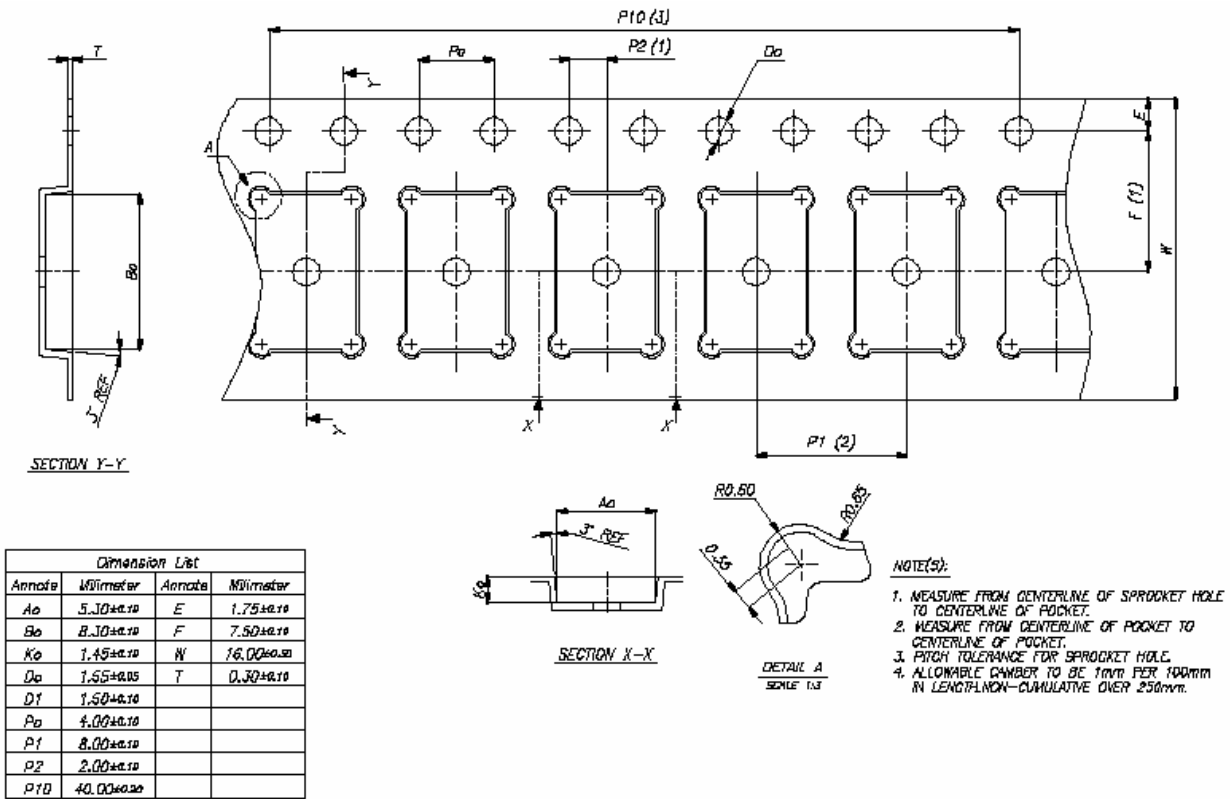 P10 (3)
T
Po
P2 (1)
Do
Y
E
A
F (1)
W
Bo
3° REF
Y
X
X
P1 (2)
SECTION Y-Y
Ao
3° REF
Ko
SECTION X-X
R0.60
R0.65
DETAIL A
SCALE 1:3
Dimension List
Annote Milimeter Annote Milimeter
Ao 5.30±0.10 E 1.75±0.10
Bo 8.30±0.10 F 7.50±0.10
Ko 1.45±0.10 W 16.00±0.30
Do 1.55±0.05 T 0.30±0.10
D1 1.50±0.10
Po 4.00±0.10
P1 8.00±0.10
P2 2.00±0.10
P10 40.00±0.20
NOTE(S):
1. MEASURE FROM CENTERLINE OF SPROCKET HOLE
TO CENTERLINE OF POCKET.
2. MEASURE FROM CENTERLINE OF POCKET TO
CENTERLINE OF POCKET.
3. PITCH TOLERANCE FOR SPROCKET HOLE.
4. ALLOWABLE CAMBER TO BE 1mm PER 100mm
IN LENGTH,NON-CUMULATIVE OVER 250mm.